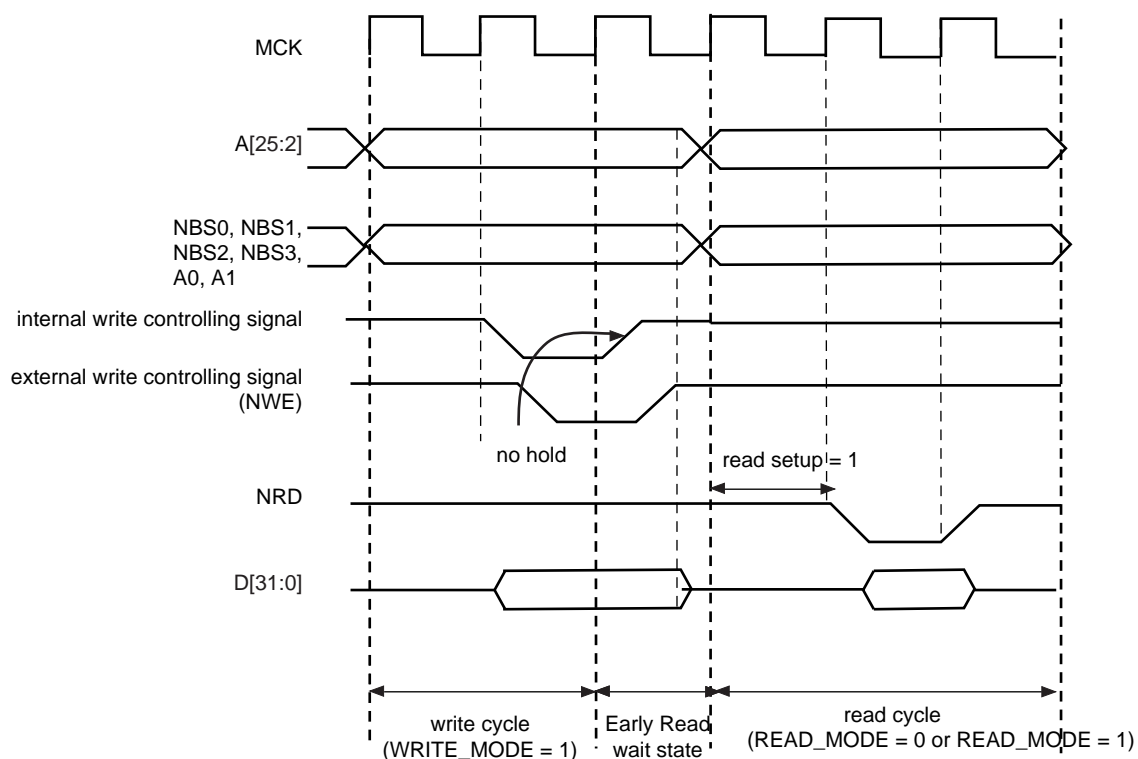 MCK
A[25:2]
NBS0, NBS1,
NBS2, NBS3,
A0, A1
internal write controlling signal
external write controlling signal
(NWE)
no hold
read setup = 1
NRD
D[31:0]
write cycle
(WRITE_MODE = 1)
Early Read
wait state
read cycle
(READ_MODE = 0 or READ_MODE = 1)